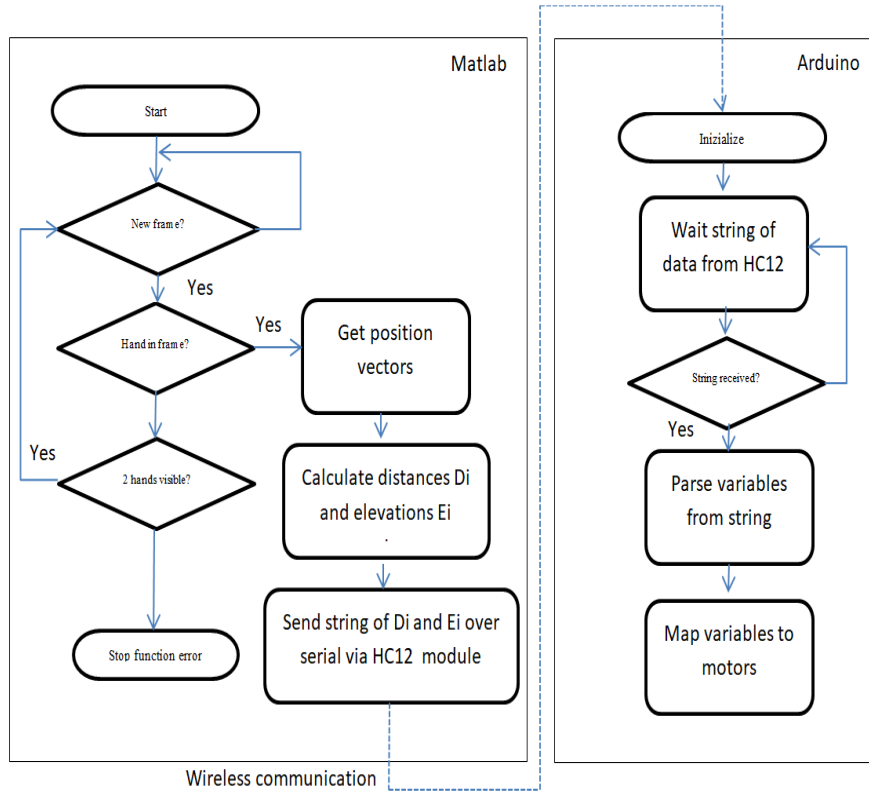 Matlab
Start
New frame?
Yes
Hand in frame?
Yes
Get position
vectors
Yes
2 hands visible?
Calculate distances Di
and elevations Ei
.
Send string of Di and Ei over
serial via HC12 module
Stop function error
Wireless communication
Arduino
Inizialize
Wait string of
data from HC12
String received?
Yes
Parse variables
from string
Map variables to
motors